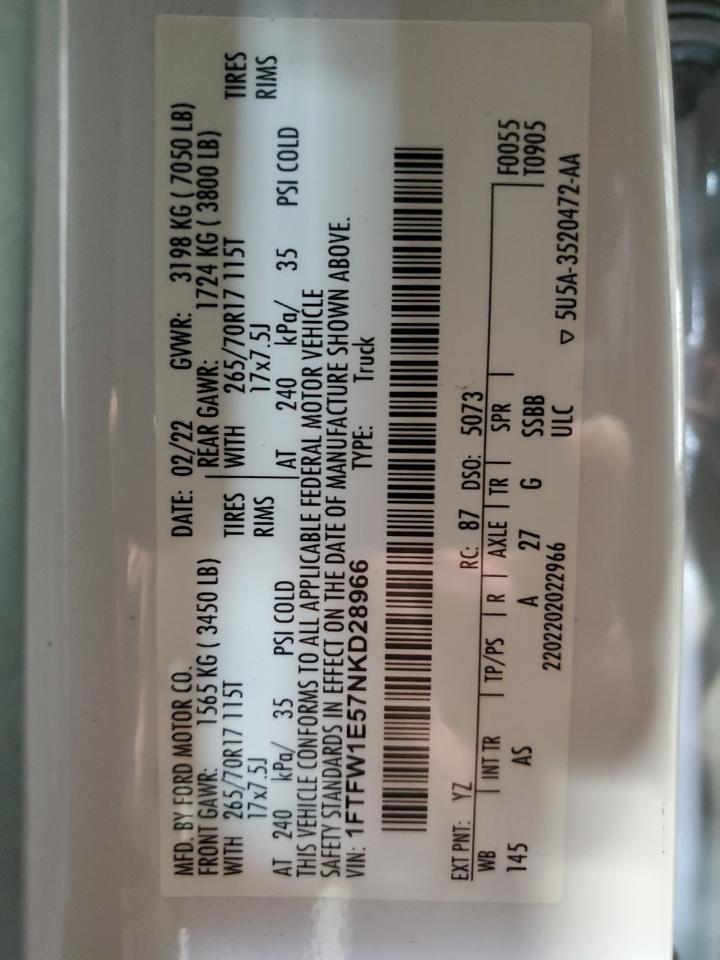 MFD. BY FORD MOTOR CO. DATE: 02/22 GVWR: 3198 KG ( 7050 LB)
FRONT GAWR: 1565 KG ( 3450 LB) REAR GAWR: 1724 KG ( 3800 LB)
WITH 265/70R17 115T TIRES WITH 265/70R17 115T TIRES
17x7.5J RIMS 17x7.5J RIMS
AT 240 kPa/ 35 PSI COLD AT 240 kPa/ 35 PSI COLD
THIS VEHICLE CONFORMS TO ALL APPLICABLE FEDERAL MOTOR VEHICLE
SAFETY STANDARDS IN EFFECT ON THE DATE OF MANUFACTURE SHOWN ABOVE.
VIN: 1FTFW1E57NKD28966 TYPE: Truck
EXT PNT: YZ RC: 87 DSO: 5073
WB INT TR TP/PS R AXLE TR SPR F0055
145 AS A 27 G SSBB T0905
2202202022966 ULC 5U5A-3520472-AA